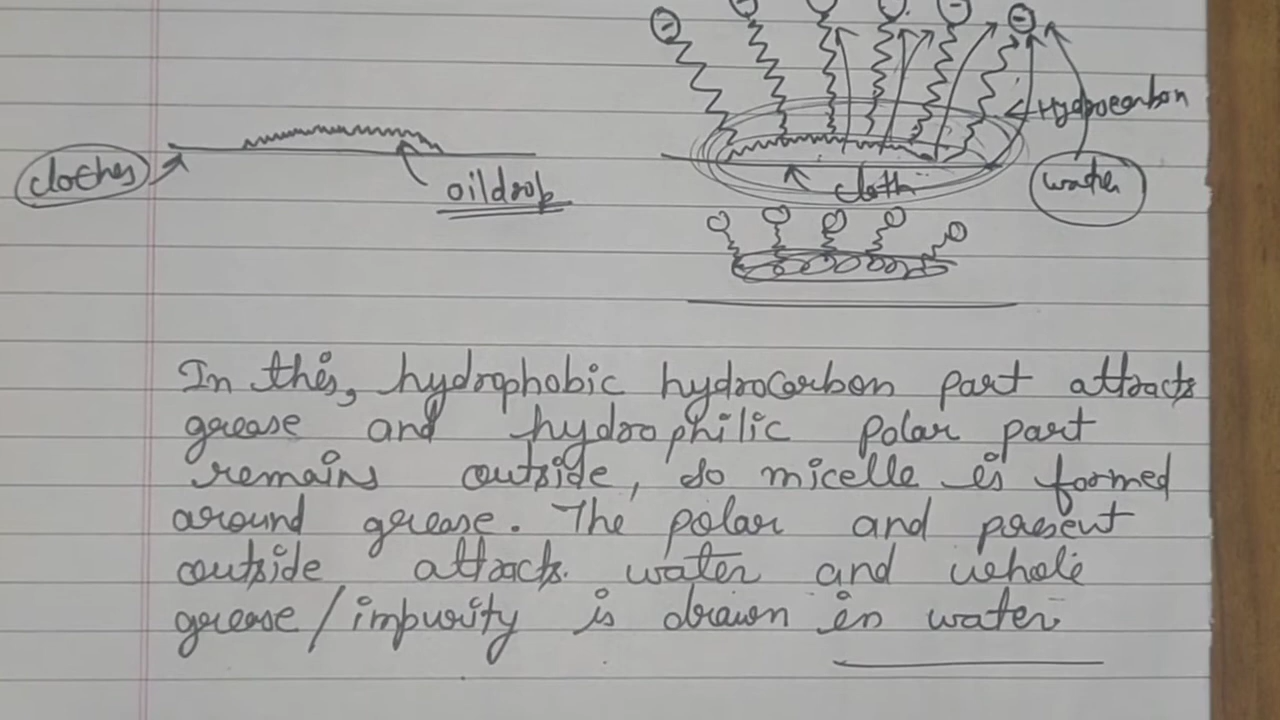 Hydrocarbon
clothes
oildrop
cloth
water
In this, hydrophobic hydrocarbon part attracts
grease and hydrophilic polar part
remains outside, so micelle is formed
around grease. The polar and present
outside attracts. water and whole
grease/impurity is drawn in water.